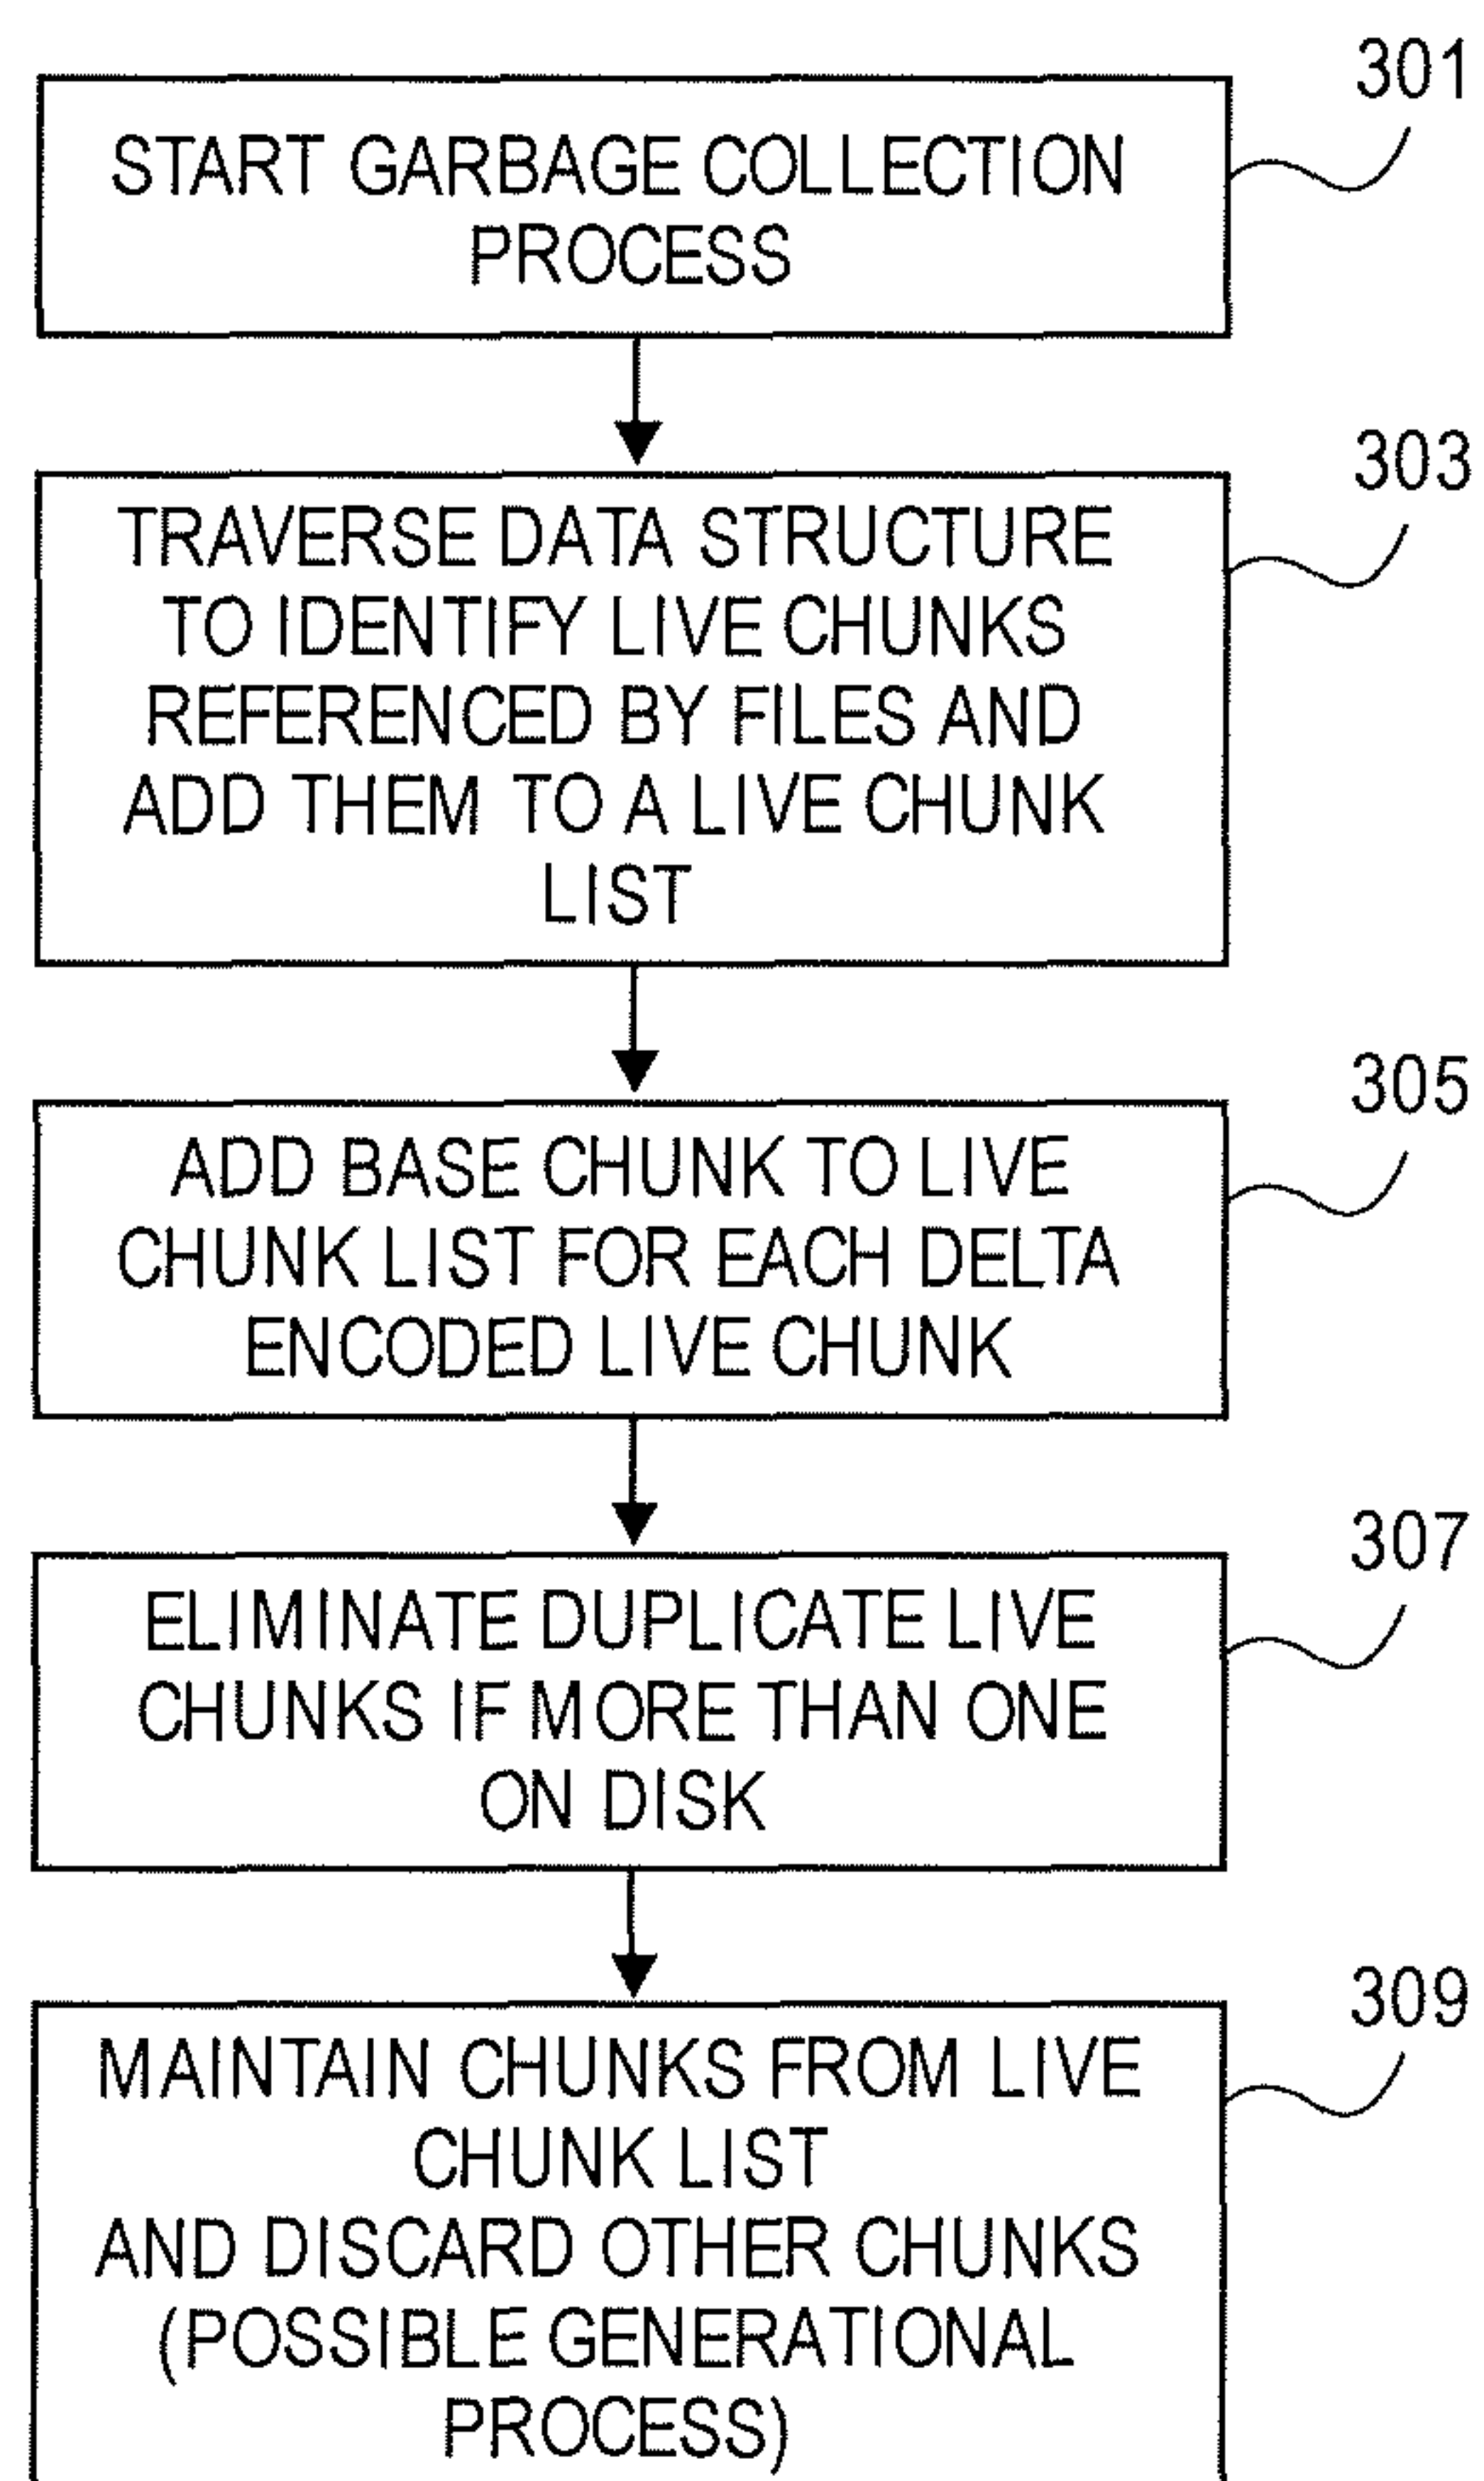 301
START GARBAGE COLLECTION
PROCESS
303
TRAVERSE DATA STRUCTURE
TO IDENTIFY LIVE CHUNKS
REFERENCED BY FILES AND
ADD THEM TO A LIVE CHUNK
LIST
305
ADD BASE CHUNK TO LIVE
CHUNK LIST FOR EACH DELTA
ENCODED LIVE CHUNK
307
ELIMINATE DUPLICATE LIVE
CHUNKS IF MORE THAN ONE
ON DISK
309
MAINTAIN CHUNKS FROM LIVE
CHUNK LIST
AND DISCARD OTHER CHUNKS
(POSSIBLE GENERATIONAL
PROCESS)